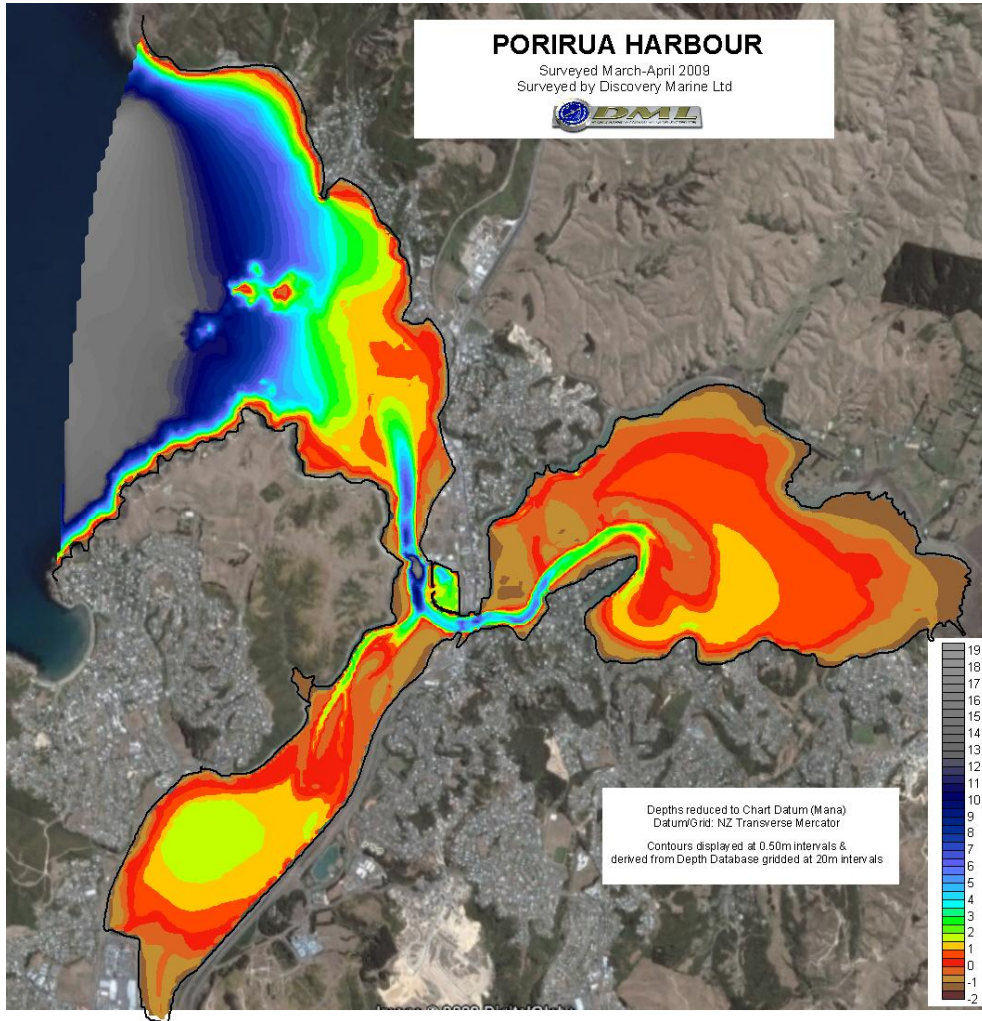 PORIRUA HARBOUR
Surveyed March-April 2009
Surveyed by Discovery Marine Ltd
DML
19
18
17
16
15
14
13
12
11
10
9
8
7
6
5
4
3
2
1
0
-1
-2
Depths reduced to Chart Datum (Mana)
Datum/Grid: NZ Transverse Mercator
Contours displayed at 0.50m intervals &
derived from Depth Database gridded at 20m intervals